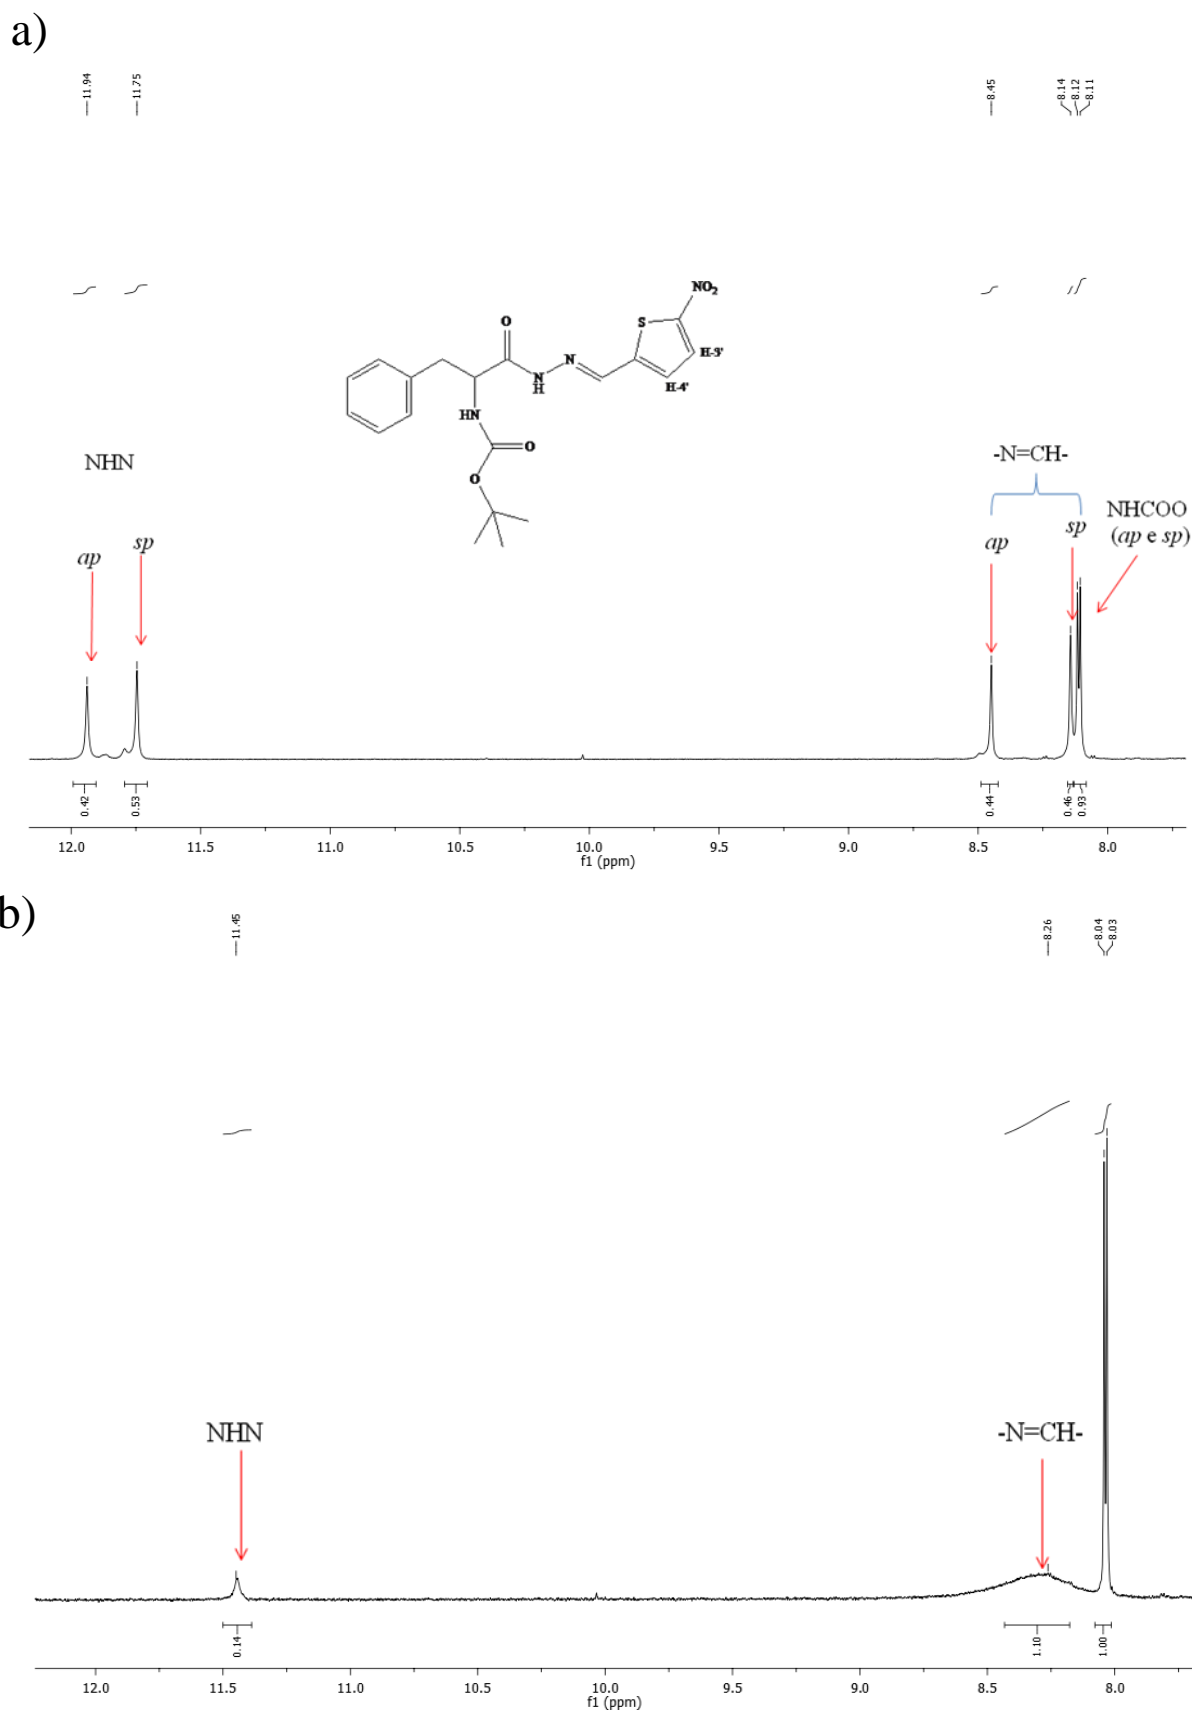 a)
11.94
11.75
8.45
8.14
8.12
8.11
NO2
S
O
N
H-3'
N
H
H-4'
HN
O
O
NHN
-N=CH-
NHCOO
(ap e sp)
ap
sp
ap
sp
0.42
0.53
0.44
0.46
0.93
12.0 11.5 11.0 10.5 10.0 9.5 9.0 8.5 8.0
f1 (ppm)
b)
11.45
8.26
8.04
8.03
NHN
-N=CH-
0.14
1.10
1.00
12.0 11.5 11.0 10.5 10.0 9.5 9.0 8.5 8.0
f1 (ppm)